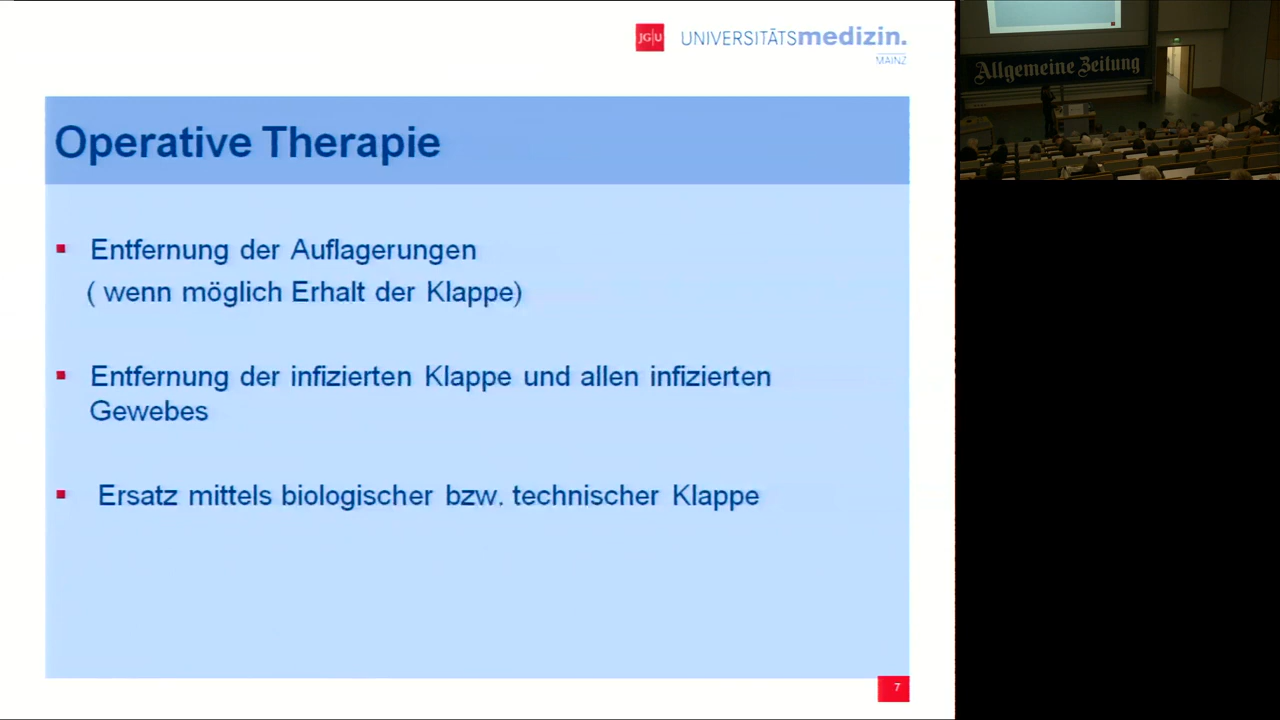 JG|U UNIVERSITÄTSmedizin.
MAINZ
Operative Therapie
Entfernung der Auflagerungen
( wenn möglich Erhalt der Klappe)
Entfernung der infizierten Klappe und allen infizierten
Gewebes
Ersatz mittels biologischer bzw. technischer Klappe
7
Allgemeine Zeitung